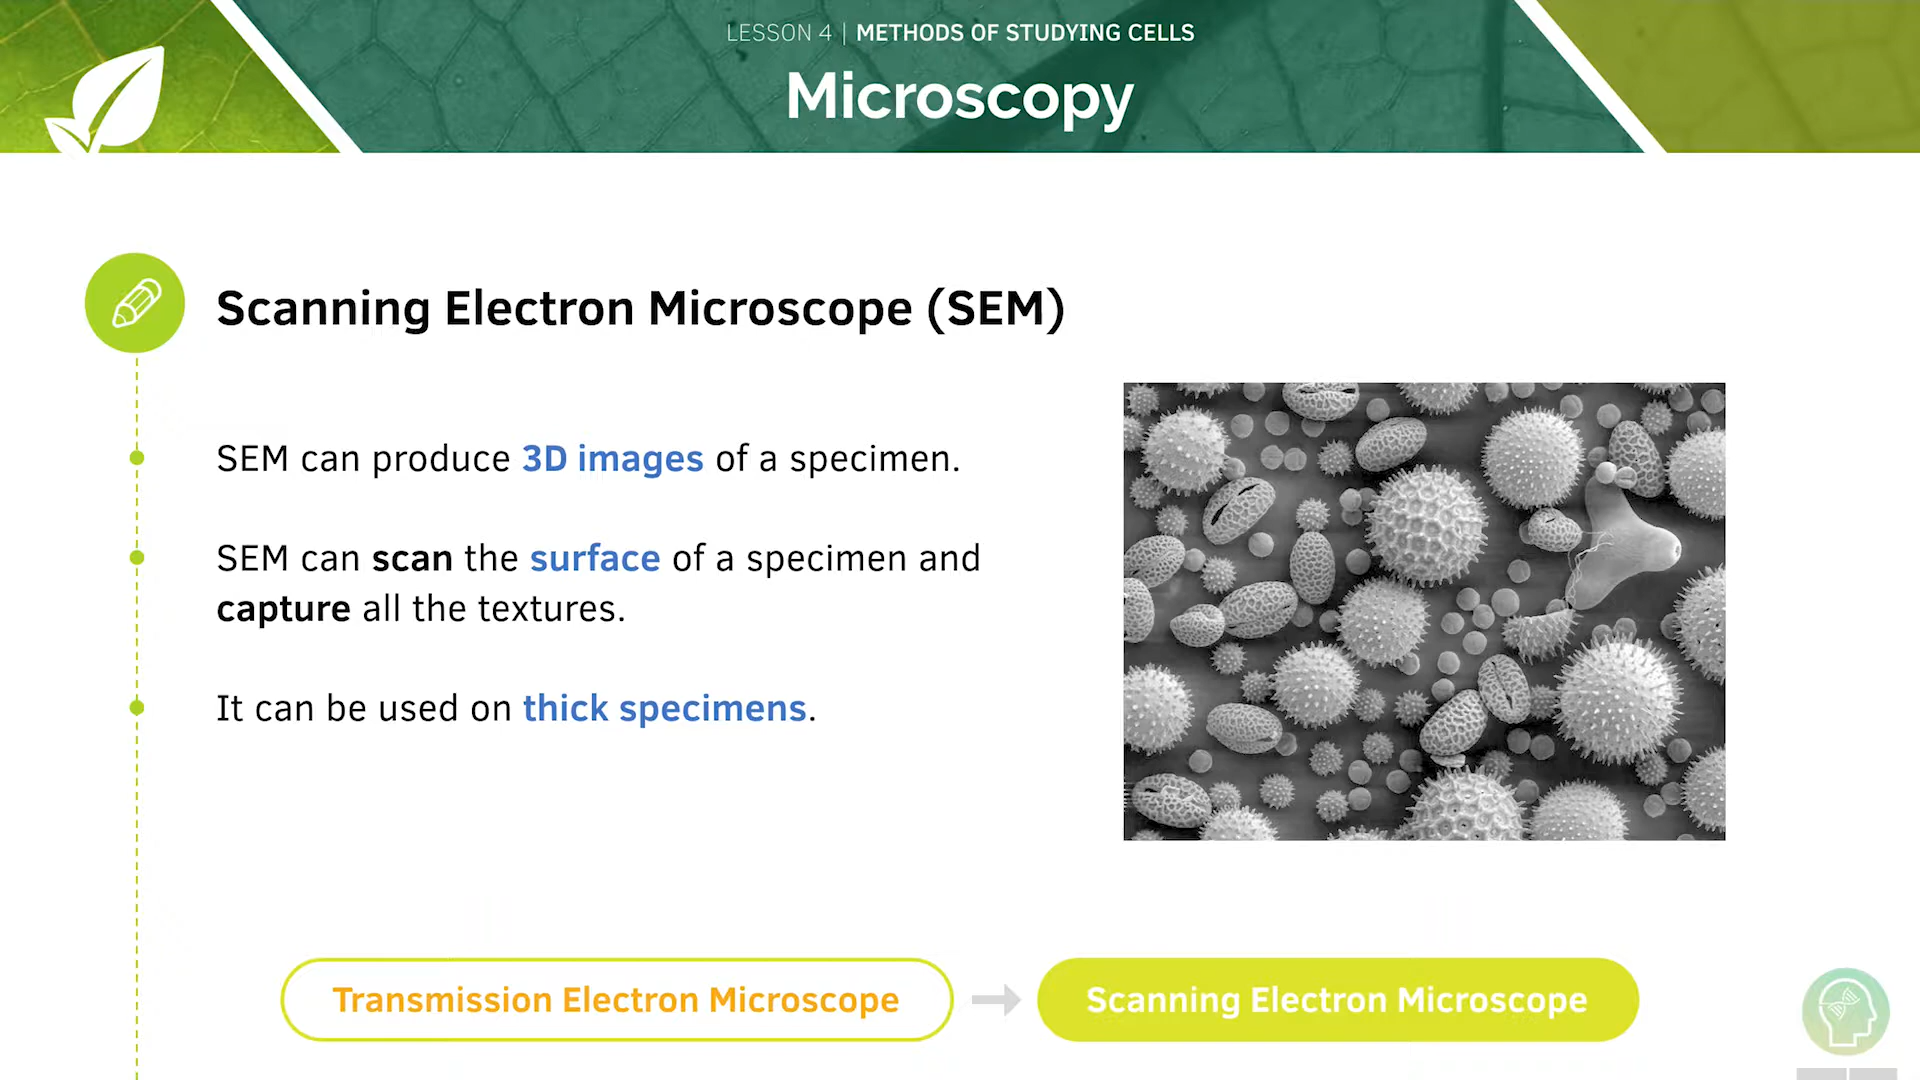 LESSON 4 | METHODS OF STUDYING CELLS
Microscopy
Scanning Electron Microscope (SEM)
SEM can produce 3D images of a specimen.
SEM can scan the surface of a specimen and
capture all the textures.
It can be used on thick specimens.
Transmission Electron Microscope
Scanning Electron Microscope